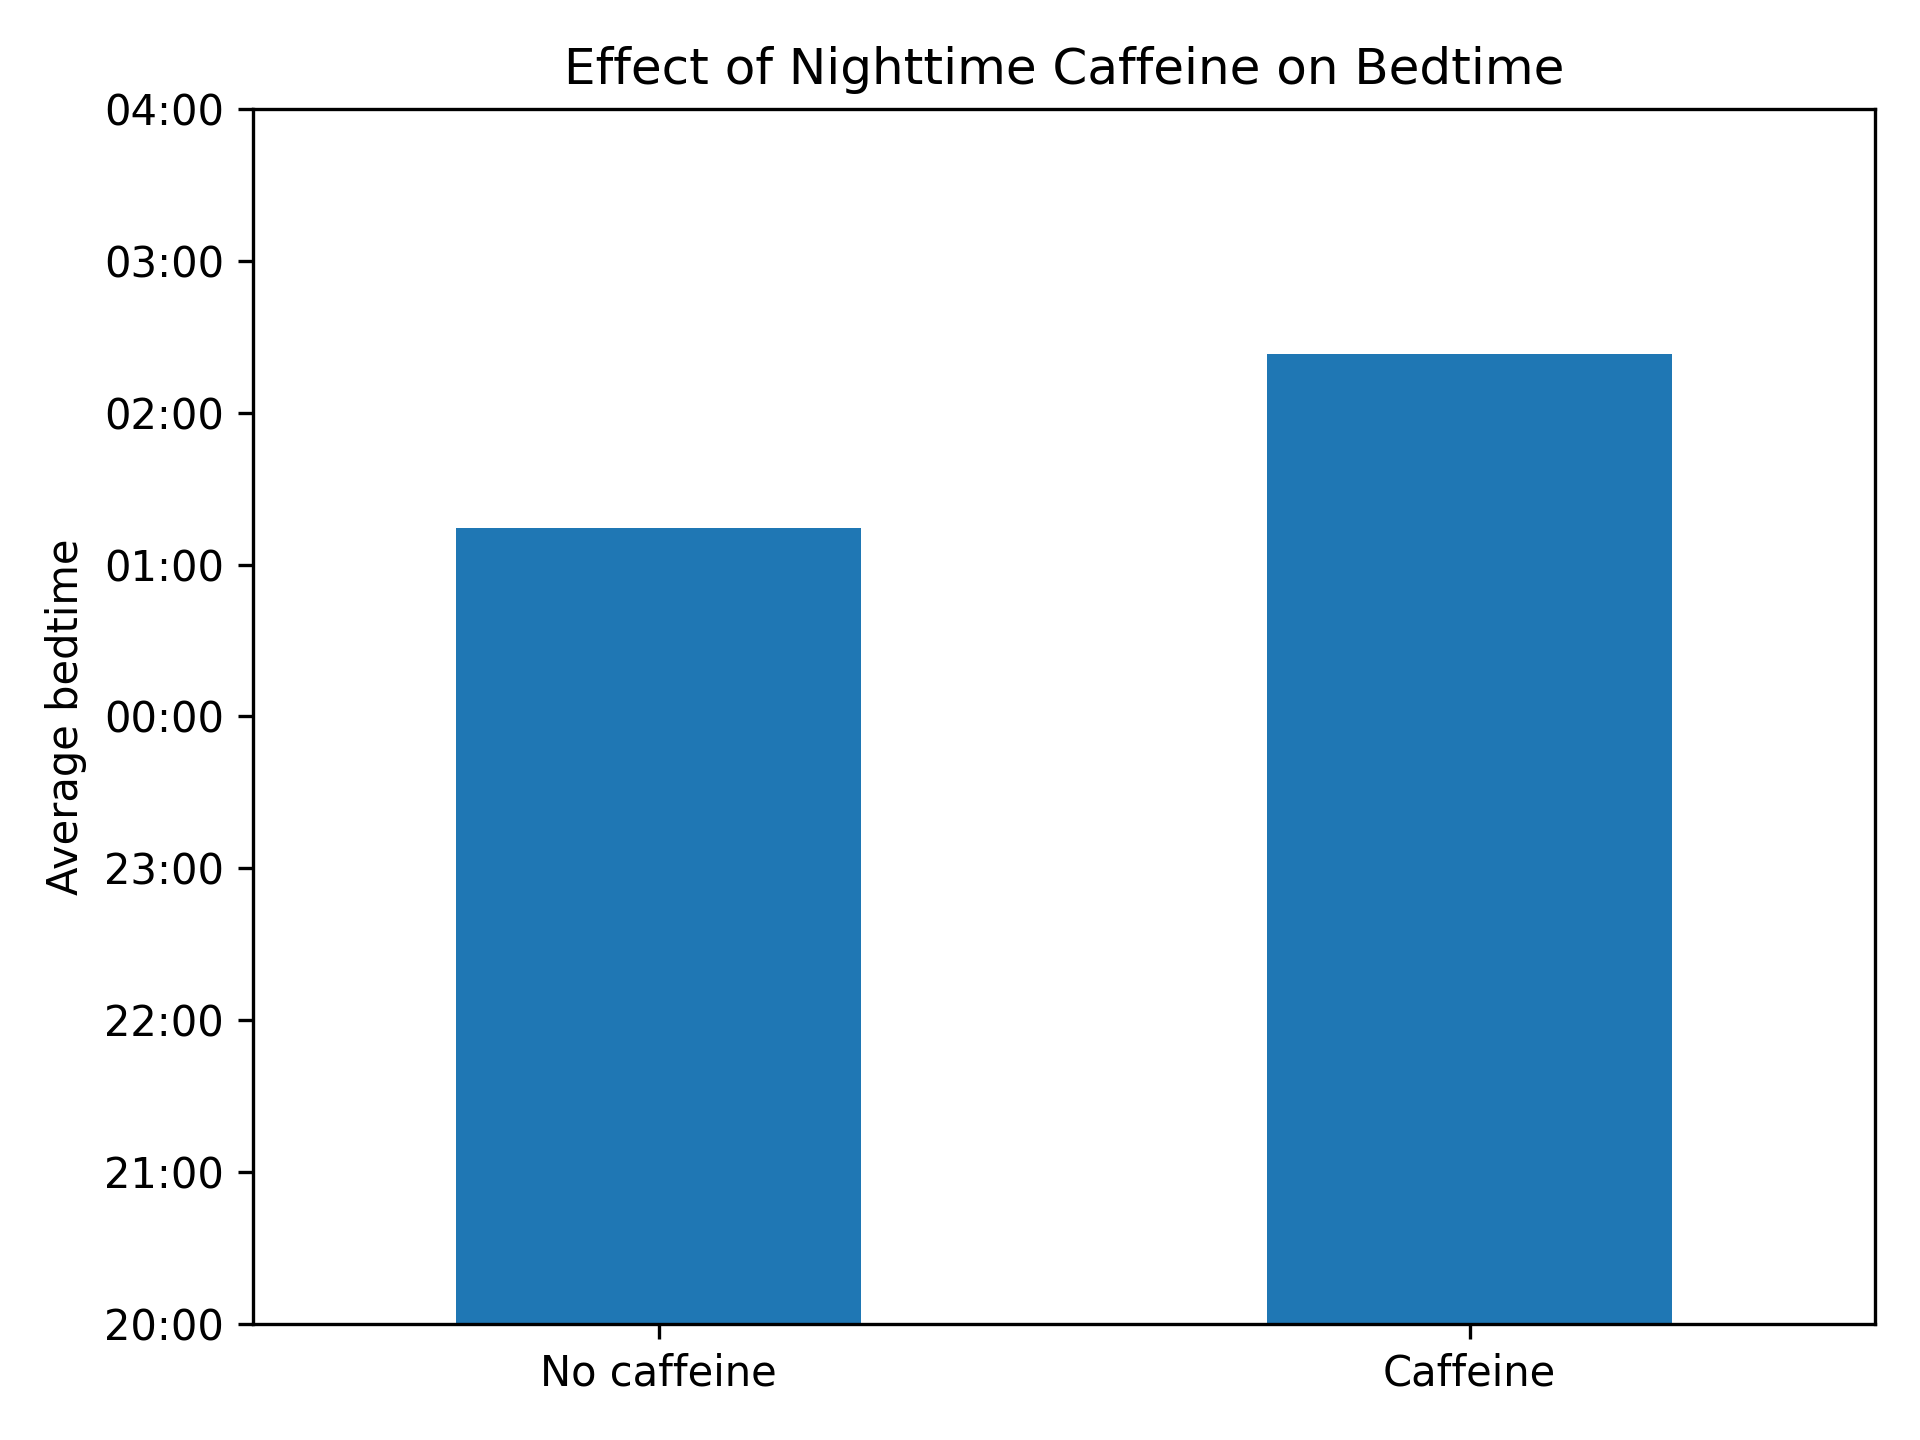 Effect of Nighttime Caffeine on Bedtime
Average bedtime
04:00
03:00
02:00
01:00
00:00
23:00
22:00
21:00
20:00
No caffeine
Caffeine